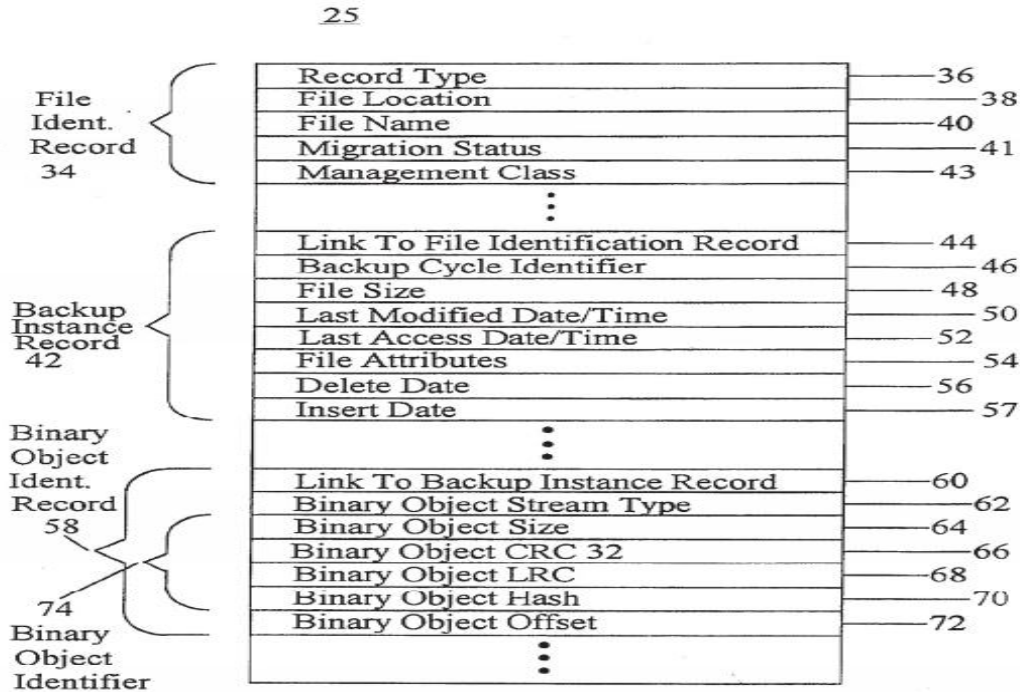 25
File
Ident.
Record
34
Record Type 36
File Location 38
File Name 40
Migration Status 41
Management Class 43
Backup
Instance
Record
42
Link To File Identification Record 44
Backup Cycle Identifier 46
File Size 48
Last Modified Date/Time 50
Last Access Date/Time 52
File Attributes 54
Delete Date 56
Insert Date 57
Binary
Object
Ident.
Record
58
Link To Backup Instance Record 60
Binary Object Stream Type 62
Binary Object Size 64
Binary Object CRC 32 66
Binary Object LRC 68
Binary Object Hash 70
Binary Object Offset 72
74
Binary
Object
Identifier